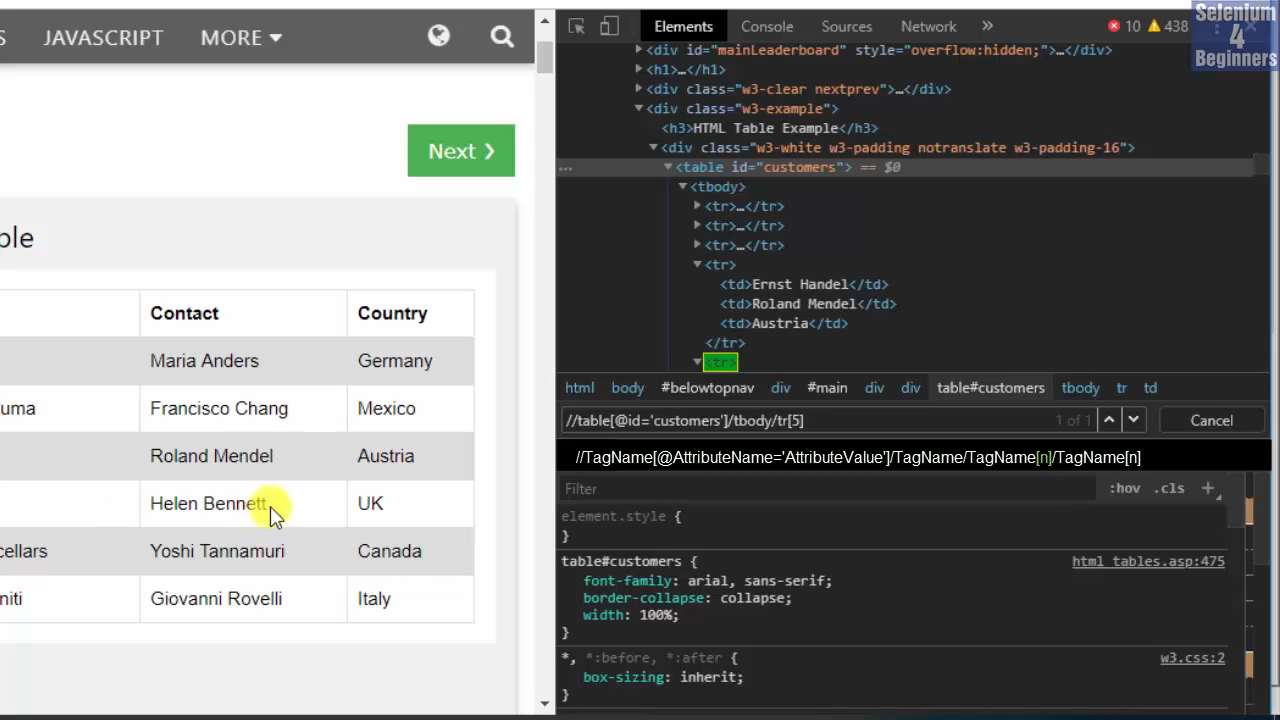 S JAVASCRIPT MORE
Next ❯
ble
Contact Country
Maria Anders Germany
uma Francisco Chang Mexico
Roland Mendel Austria
Helen Bennett UK
cellars Yoshi Tannamuri Canada
niti Giovanni Rovelli Italy
Elements Console Sources Network » 10 438
Selenium
4
Beginners
<div id="mainLeaderboard" style="overflow:hidden;">…</div>
<h1>…</h1>
<div class="w3-clear nextprev">…</div>
<div class="w3-example">
<h3>HTML Table Example</h3>
<div class="w3-white w3-padding notranslate w3-padding-16">
… <table id="customers"> == $0
<tbody>
<tr>…</tr>
<tr>…</tr>
<tr>…</tr>
<tr>
<td>Ernst Handel</td>
<td>Roland Mendel</td>
<td>Austria</td>
</tr>
<tr>
html body #belowtopnav div #main div div table#customers tbody tr td
//table[@id='customers']/tbody/tr[5] 1 of 1 Cancel
//TagName[@AttributeName='AttributeValue']/TagName/TagName[n]/TagName[n]
Filter :hov .cls +
element.style {
}
table#customers { html_tables.asp:475
font-family: arial, sans-serif;
border-collapse: collapse;
width: 100%;
}
*, *:before, *:after { w3.css:2
box-sizing: inherit;
}